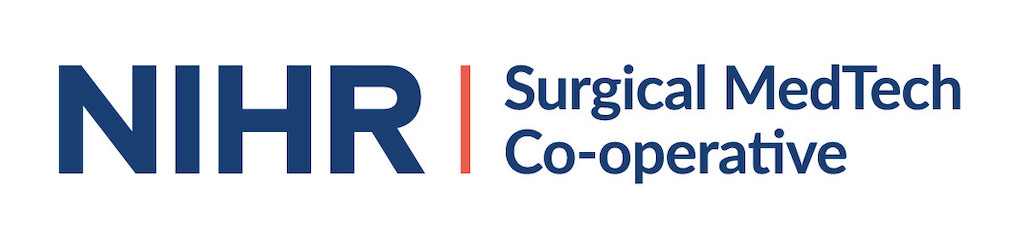 NIHR
Surgical MedTech
Co-operative